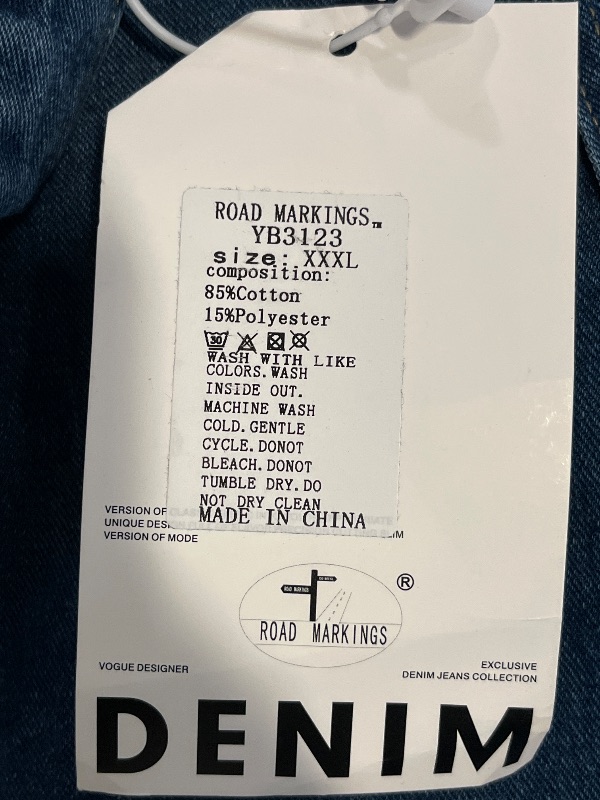 ROAD MARKINGS™
YB3123
size: XXXL
composition:
85%Cotton
15%Polyester
30
WASH WITH LIKE
COLORS. WASH
INSIDE OUT.
MACHINE WASH
COLD. GENTLE
CYCLE. DONOT
BLEACH. DONOT
TUMBLE DRY. DO
NOT DRY CLEAN
MADE IN CHINA
VERSION OF
UNIQUE DESI
VERSION OF MODE
ROAD MARKINGS
®
ROAD MARKINGS
VOGUE DESIGNER
EXCLUSIVE
DENIM JEANS COLLECTION
DENIM